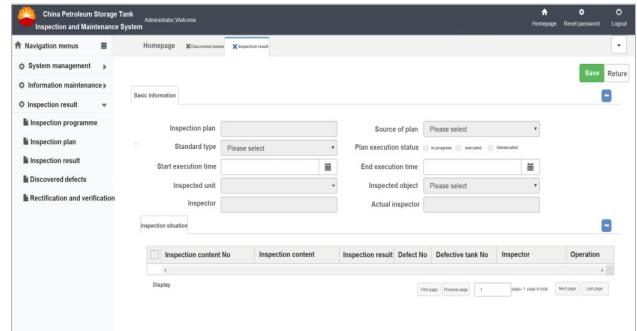 China Petroleum Storage Tank
Inspection and Maintenance System
Administrator,Welcome
Homepage Reset password Logout
Navigation menus
Homepage Discovered issues Inspection result
System management
Information maintenance
Inspection result
Inspection programme
Inspection plan
Inspection result
Discovered defects
Rectification and verification
Save Reture
Basic information
Inspection plan Source of plan Please select
Standard type Please select Plan execution status In progress executed Unexecuted
Start execution time End execution time
Inspected unit Inspected object Please select
Inspector Actual inspector
Inspection situation
Inspection content No Inspection content Inspection result Defect No Defective tank No Inspector Operation
Display
First page Previous page 1 page- 1 page in total Next page Last page